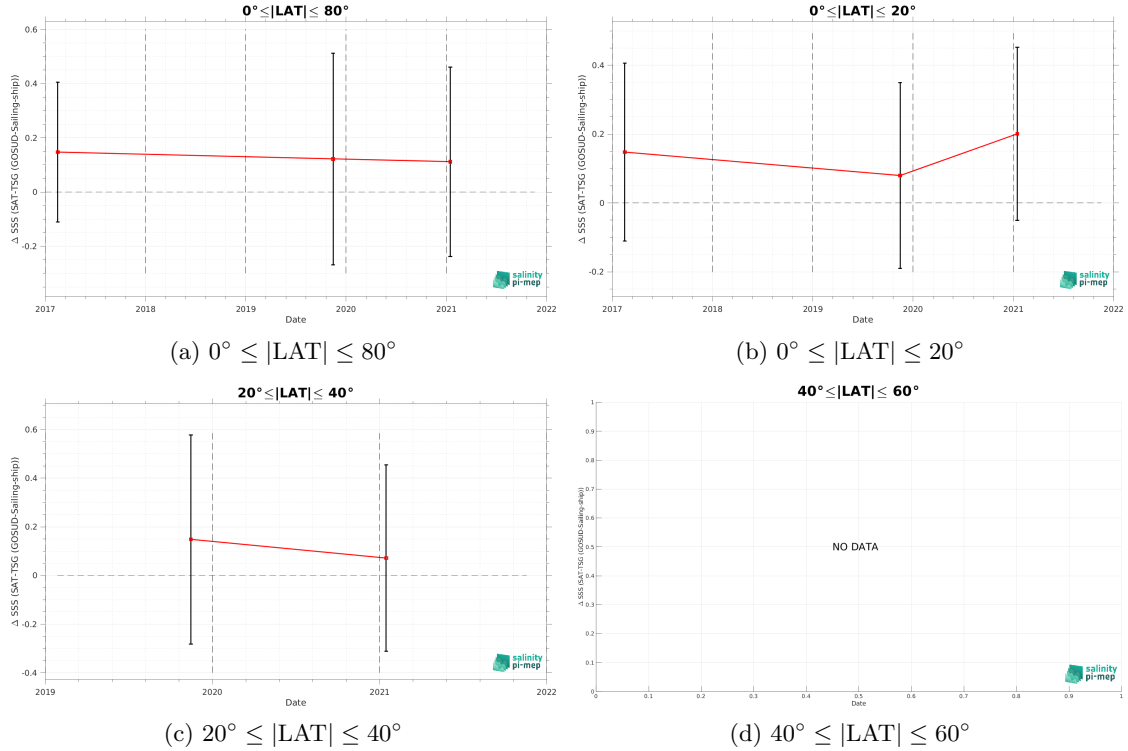 0°≤|LAT|≤ 80°
Δ SSS (SAT-TSG (GOSUD-Sailing-ship))
0.6
0.4
0.2
0
-0.2
2017 2018 2019 2020 2021 2022
Date
salinity
pi-mep
(a) 0° ≤ |LAT| ≤ 80°
0°≤|LAT|≤ 20°
Δ SSS (SAT-TSG (GOSUD-Sailing-ship))
0.4
0.2
0
-0.2
2017 2018 2019 2020 2021 2022
Date
salinity
pi-mep
(b) 0° ≤ |LAT| ≤ 20°
20°≤|LAT|≤ 40°
Δ SSS (SAT-TSG (GOSUD-Sailing-ship))
0.6
0.4
0.2
0
-0.2
-0.4
2019 2020 2021 2022
Date
salinity
pi-mep
(c) 20° ≤ |LAT| ≤ 40°
40°≤|LAT|≤ 60°
Δ SSS (SAT-TSG (GOSUD-Sailing-ship))
1
0.9
0.8
0.7
0.6
0.5
0.4
0.3
0.2
0.1
0
NO DATA
0 0.1 0.2 0.3 0.4 0.5 0.6 0.7 0.8 0.9 1
Date
salinity
pi-mep
(d) 40° ≤ |LAT| ≤ 60°